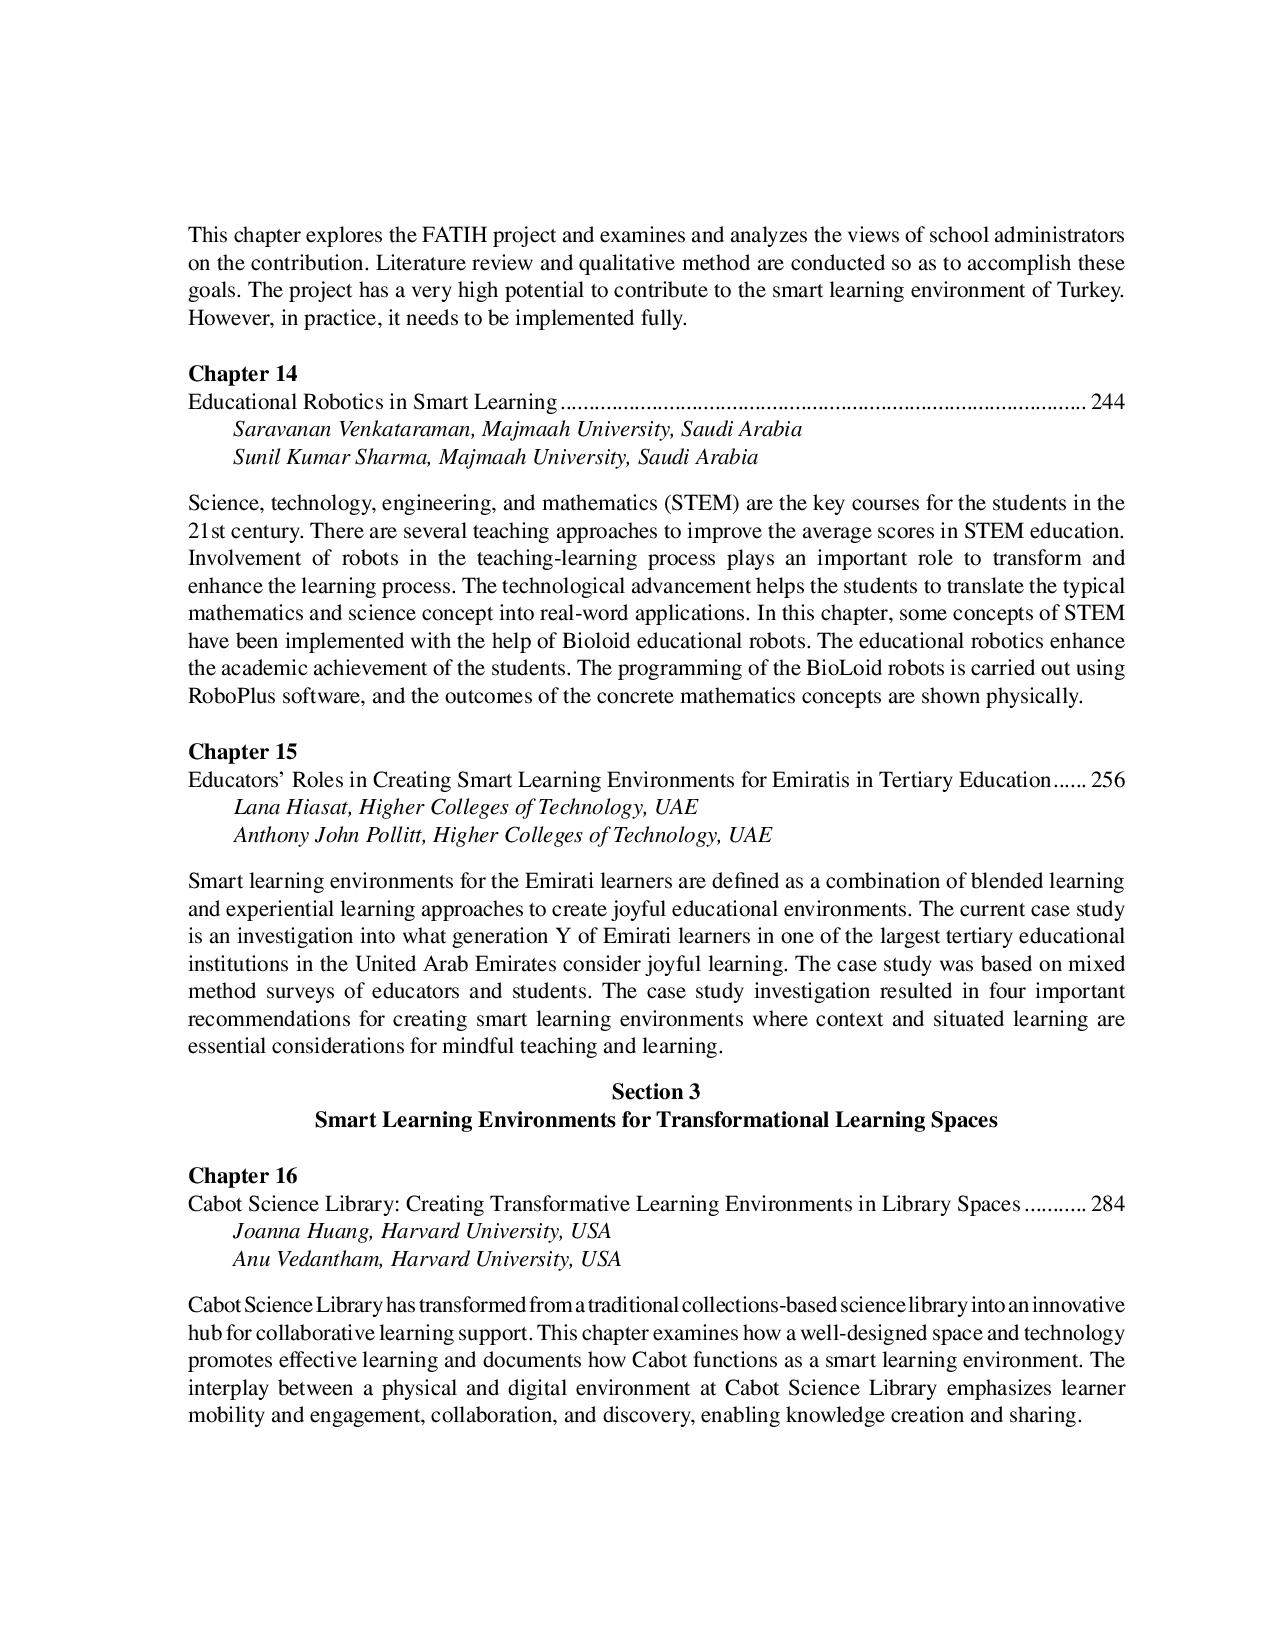 This chapter explores the FATIH project and examines and analyzes the views of school administrators
on the contribution. Literature review and qualitative method are conducted so as to accomplish these
goals. The project has a very high potential to contribute to the smart learning environment of Turkey.
However, in practice, it needs to be implemented fully.
Chapter 14
Educational Robotics in Smart Learning.......................................................................................... 244
Saravanan Venkataraman, Majmaah University, Saudi Arabia
Sunil Kumar Sharma, Majmaah University, Saudi Arabia
Science, technology, engineering, and mathematics (STEM) are the key courses for the students in the
21st century. There are several teaching approaches to improve the average scores in STEM education.
Involvement of robots in the teaching-learning process plays an important role to transform and
enhance the learning process. The technological advancement helps the students to translate the typical
mathematics and science concept into real-word applications. In this chapter, some concepts of STEM
have been implemented with the help of Bioloid educational robots. The educational robotics enhance
the academic achievement of the students. The programming of the BioLoid robots is carried out using
RoboPlus software, and the outcomes of the concrete mathematics concepts are shown physically.
Chapter 15
Educators’ Roles in Creating Smart Learning Environments for Emiratis in Tertiary Education...... 256
Lana Hiasat, Higher Colleges of Technology, UAE
Anthony John Pollitt, Higher Colleges of Technology, UAE
Smart learning environments for the Emirati learners are defined as a combination of blended learning
and experiential learning approaches to create joyful educational environments. The current case study
is an investigation into what generation Y of Emirati learners in one of the largest tertiary educational
institutions in the United Arab Emirates consider joyful learning. The case study was based on mixed
method surveys of educators and students. The case study investigation resulted in four important
recommendations for creating smart learning environments where context and situated learning are
essential considerations for mindful teaching and learning.
Section 3
Smart Learning Environments for Transformational Learning Spaces
Chapter 16
Cabot Science Library: Creating Transformative Learning Environments in Library Spaces........... 284
Joanna Huang, Harvard University, USA
Anu Vedantham, Harvard University, USA
Cabot Science Library has transformed from a traditional collections-based science library into an innovative
hub for collaborative learning support. This chapter examines how a well-designed space and technology
promotes effective learning and documents how Cabot functions as a smart learning environment. The
interplay between a physical and digital environment at Cabot Science Library emphasizes learner
mobility and engagement, collaboration, and discovery, enabling knowledge creation and sharing.